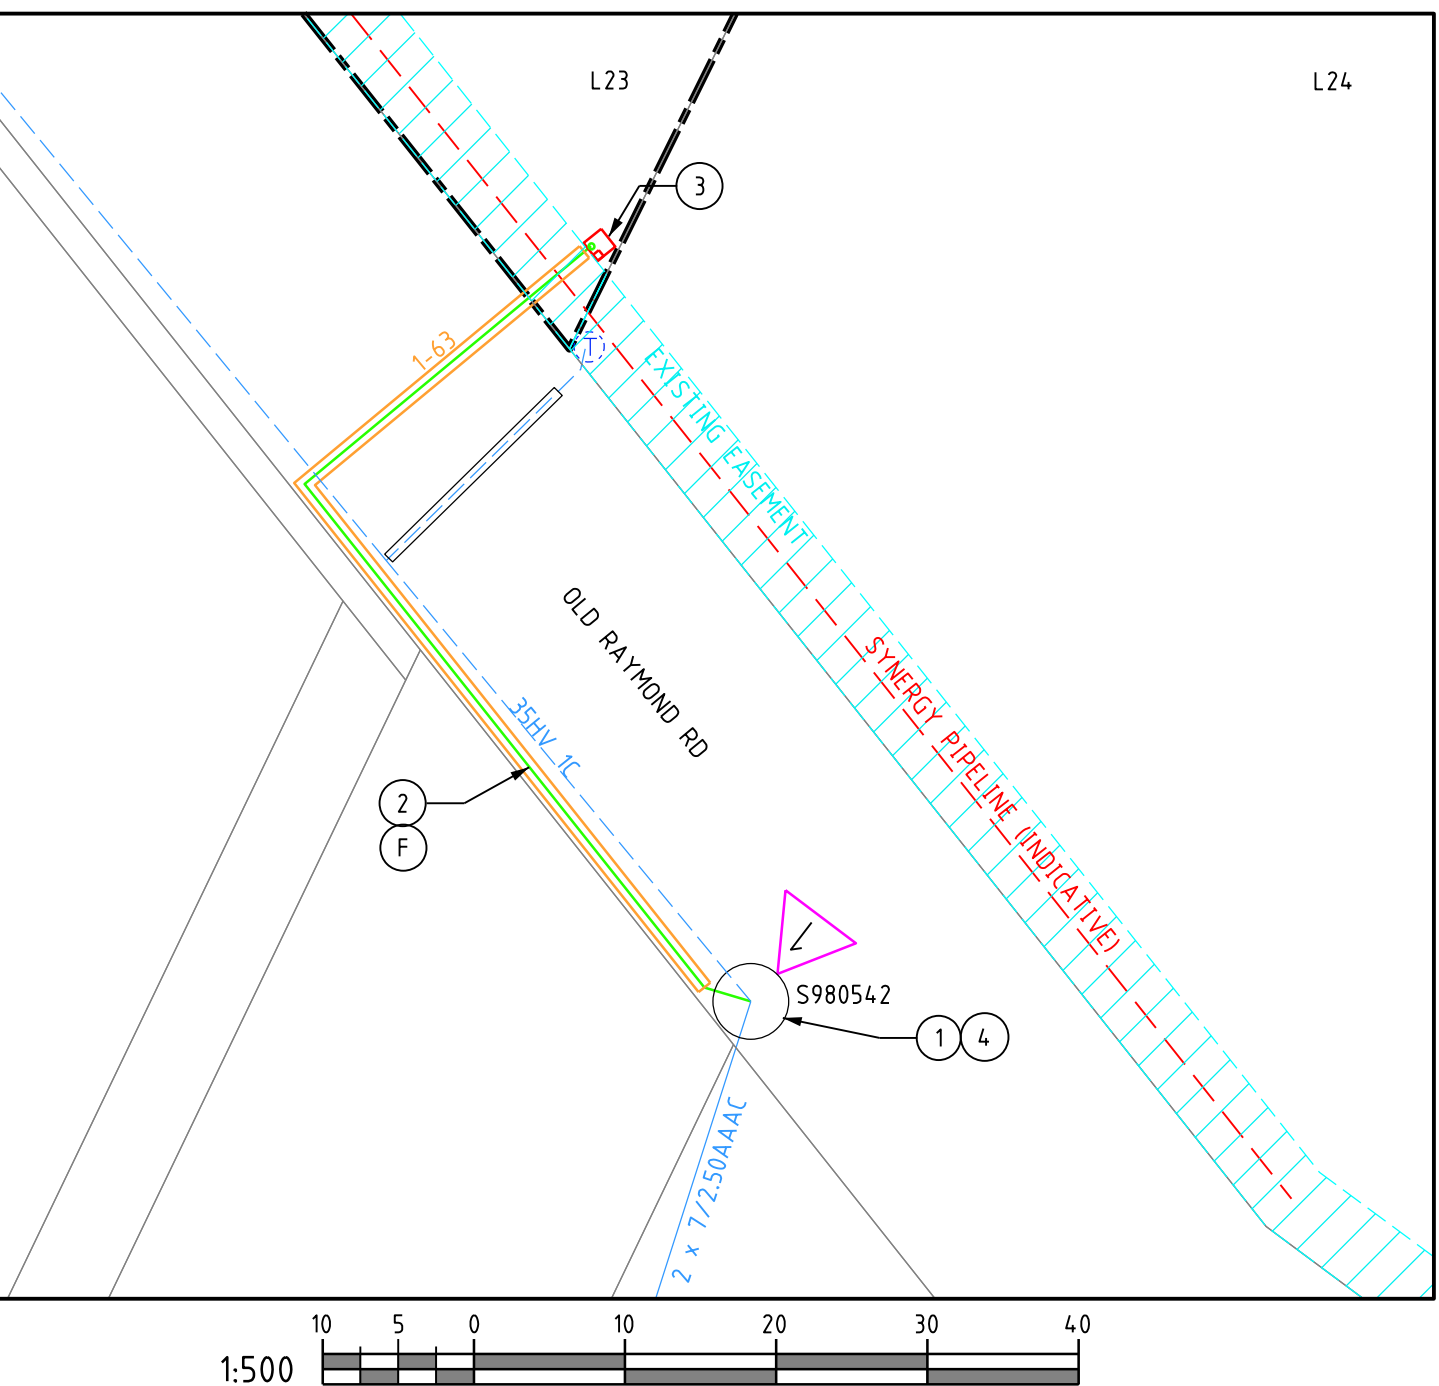 L23
L24
3
1-63
T
EXISTING EASEMENT
OLD RAYMOND RD
SYNERGY PIPELINE (INDICATIVE)
35HV 1C
2
F
S980542
1
4
2 x 7/2.50AAAC
10 5 0 10 20 30 40
1:500